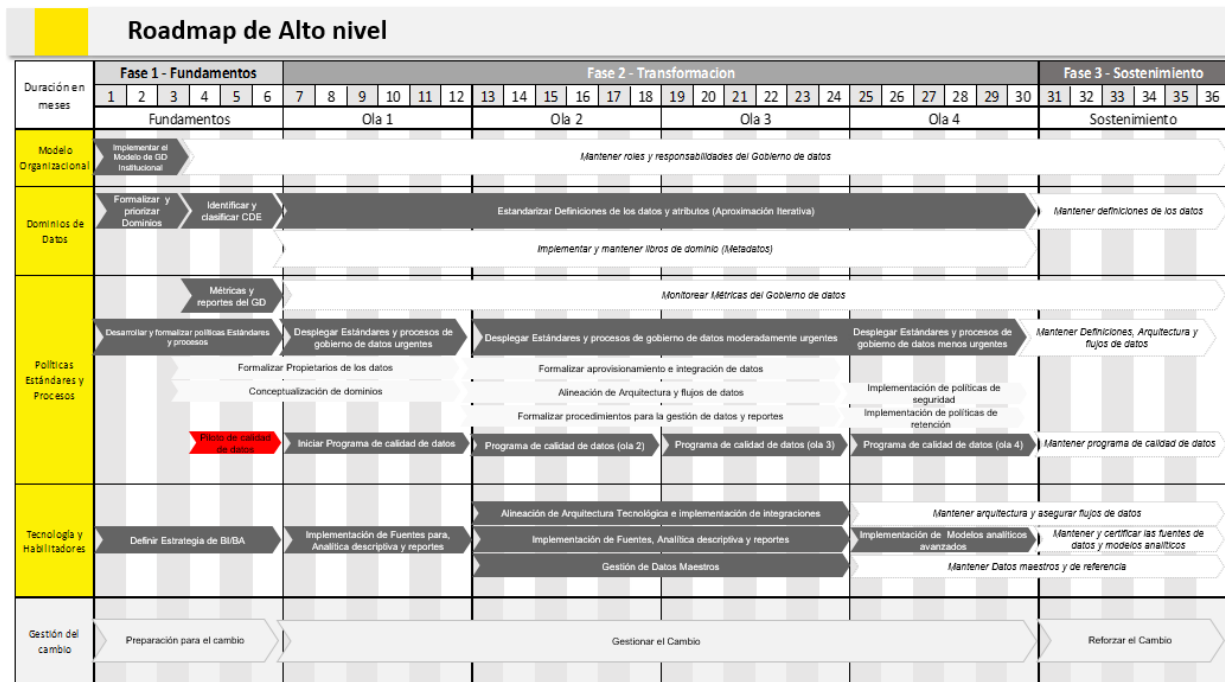 Roadmap de Alto nivel
Duración en
meses
Fase 1 - Fundamentos
Fase 2 - Transformacion
Fase 3 - Sostenimiento
1 2 3 4 5 6 7 8 9 10 11 12 13 14 15 16 17 18 19 20 21 22 23 24 25 26 27 28 29 30 31 32 33 34 35 36
Fundamentos
Ola 1
Ola 2
Ola 3
Ola 4
Sostenimiento
Modelo
Organizacional
Implementar el
Modelo de GD
Institucional
Mantener roles y responsabilidades del Gobierno de datos
Dominios de
Datos
Formalizar y
priorizar
Dominios
Identificar y
clasificar CDE
Estandarizar Definiciones de los datos y atributos (Aproximación Iterativa)
Mantener definiciones de los datos
Implementar y mantener libros de dominio (Metadatos)
Políticas
Estándares y
Procesos
Métricas y
reportes del GD
Monitorear Métricas del Gobierno de datos
Desarrollar y formalizar políticas Estándares
y procesos
Desplegar Estándares y procesos de
gobierno de datos urgentes
Desplegar Estándares y procesos de gobierno de datos moderadamente urgentes
Desplegar Estándares y procesos de
gobierno de datos menos urgentes
Mantener Definiciones, Arquitectura y
flujos de datos
Formalizar Propietarios de los datos
Formalizar aprovisionamiento e integración de datos
Conceptualización de dominios
Alineación de Arquitectura y flujos de datos
Implementación de políticas de
seguridad
Formalizar procedimientos para la gestión de datos y reportes
Implementación de políticas de
retención
Piloto de calidad
de datos
Iniciar Programa de calidad de datos
Programa de calidad de datos (ola 2)
Programa de calidad de datos (ola 3)
Programa de calidad de datos (ola 4)
Mantener programa de calidad de datos
Tecnología y
Habilitadores
Alineación de Arquitectura Tecnológica e implementación de integraciones
Mantener arquitectura y asegurar flujos de datos
Definir Estrategia de BI/BA
Implementación de Fuentes para,
Analítica descriptiva y reportes
Implementación de Fuentes, Analítica descriptiva y reportes
Implementación de Modelos analíticos
avanzados
Mantener y certificar las fuentes de
datos y modelos analíticos
Gestión de Datos Maestros
Mantener Datos maestros y de referencia
Gestión del
cambio
Preparación para el cambio
Gestionar el Cambio
Reforzar el Cambio